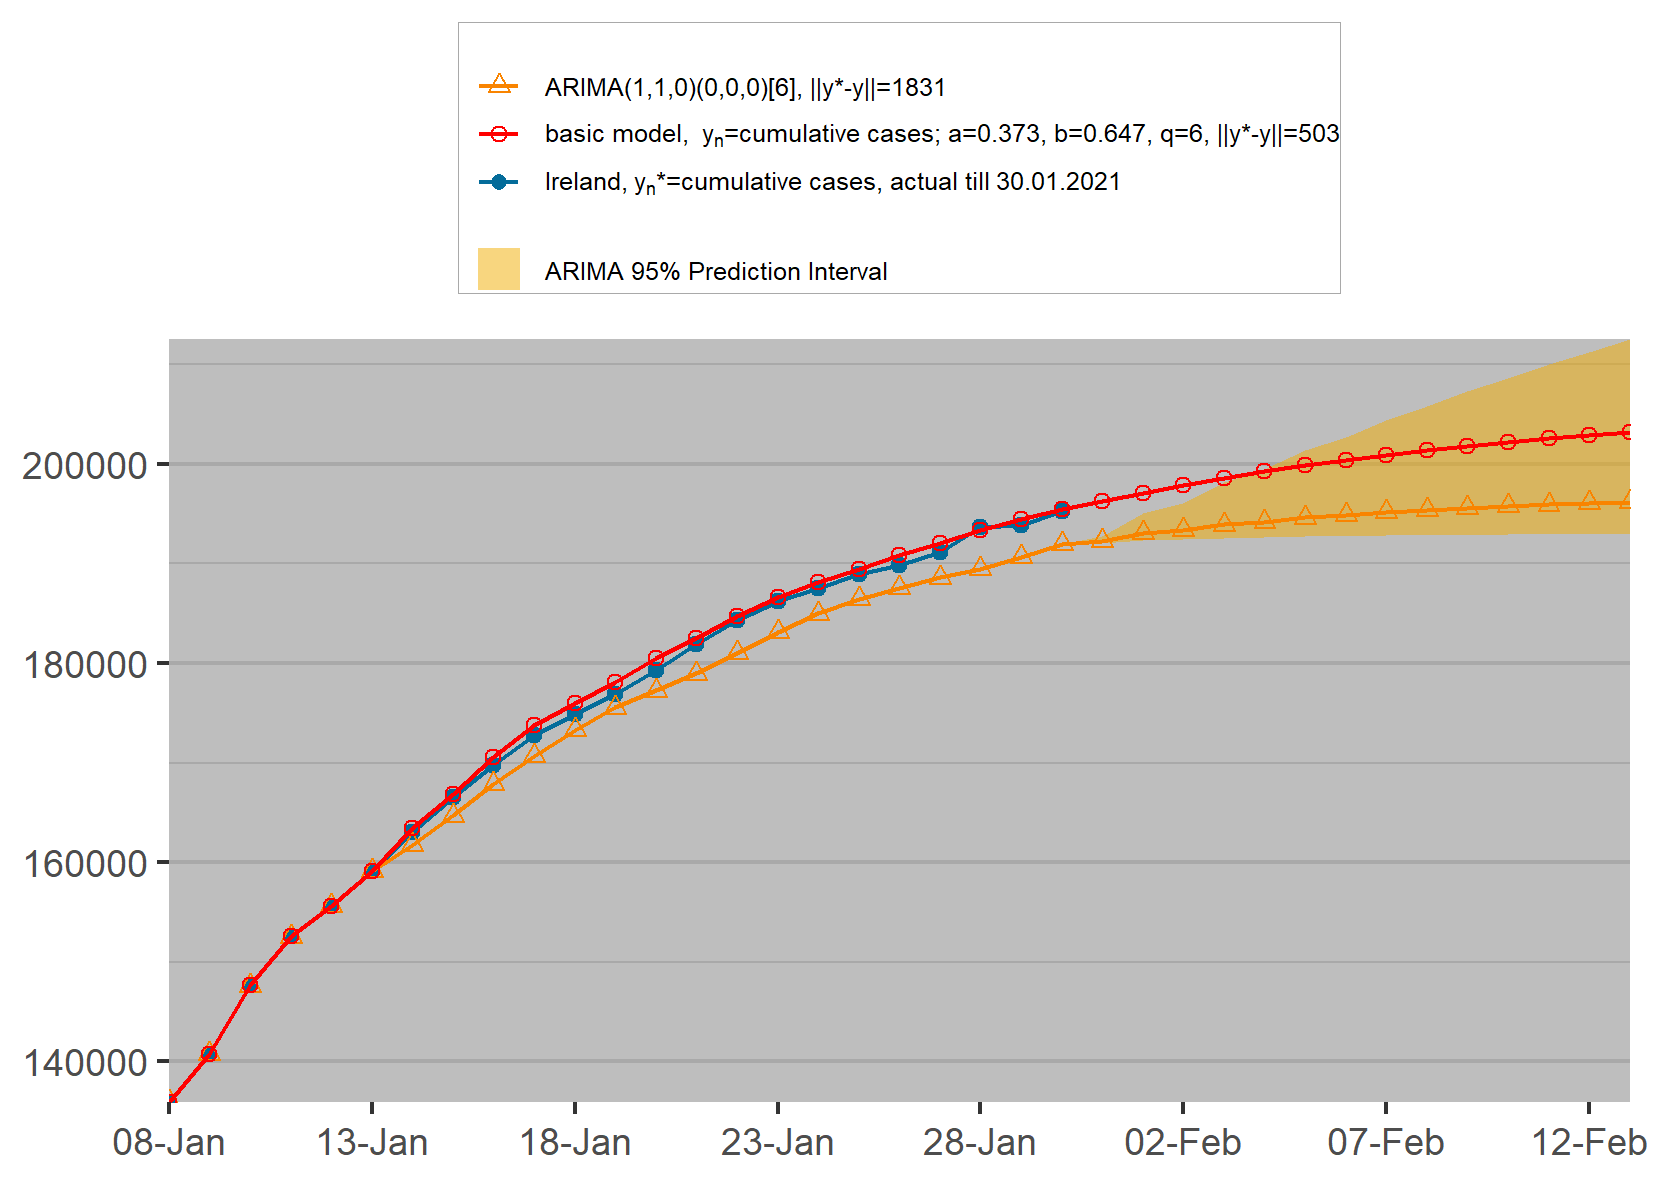 ARIMA(1,1,0)(0,0,0)[6], ||y*-y||=1831
basic model,  yn=cumulative cases; a=0.373, b=0.647, q=6, ||y*-y||=503
Ireland, yn*=cumulative cases, actual till 30.01.2021
ARIMA 95% Prediction Interval
200000
180000
160000
140000
08-Jan 13-Jan 18-Jan 23-Jan 28-Jan 02-Feb 07-Feb 12-Feb